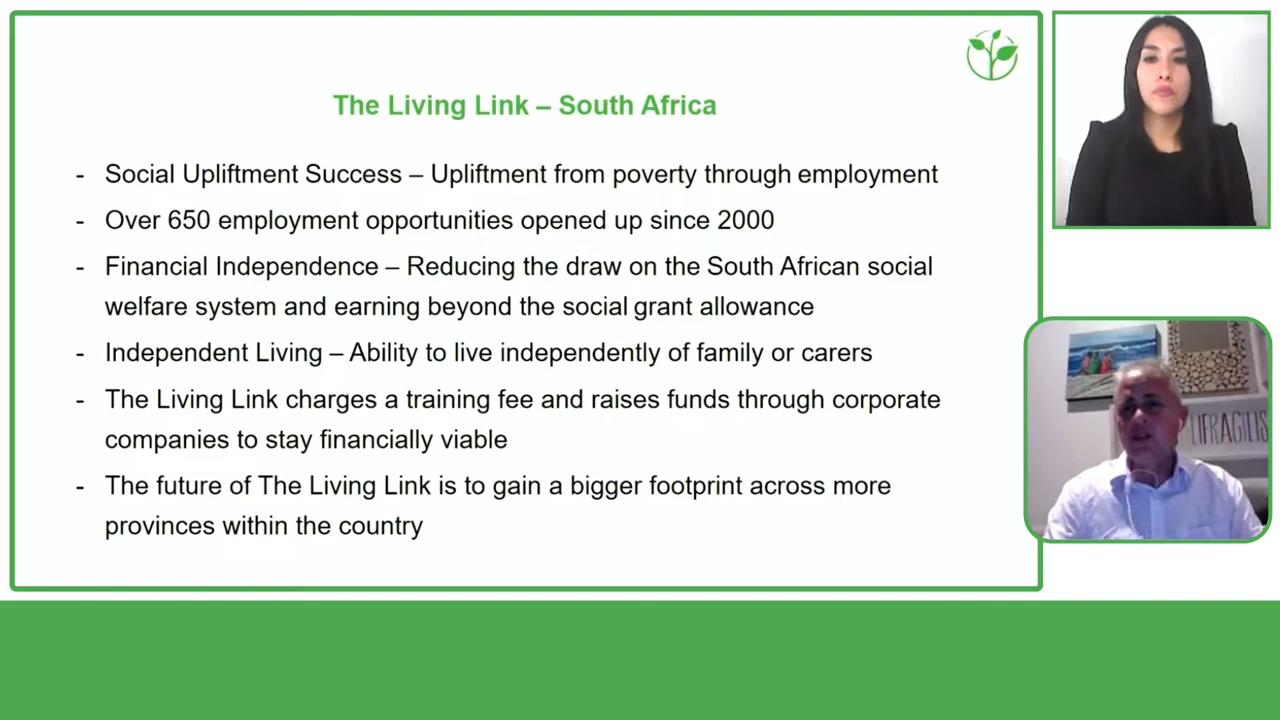 The Living Link – South Africa
- Social Upliftment Success – Upliftment from poverty through employment
- Over 650 employment opportunities opened up since 2000
- Financial Independence – Reducing the draw on the South African social
welfare system and earning beyond the social grant allowance
- Independent Living – Ability to live independently of family or carers
- The Living Link charges a training fee and raises funds through corporate
companies to stay financially viable
- The future of The Living Link is to gain a bigger footprint across more
provinces within the country
LIFRAGILIS